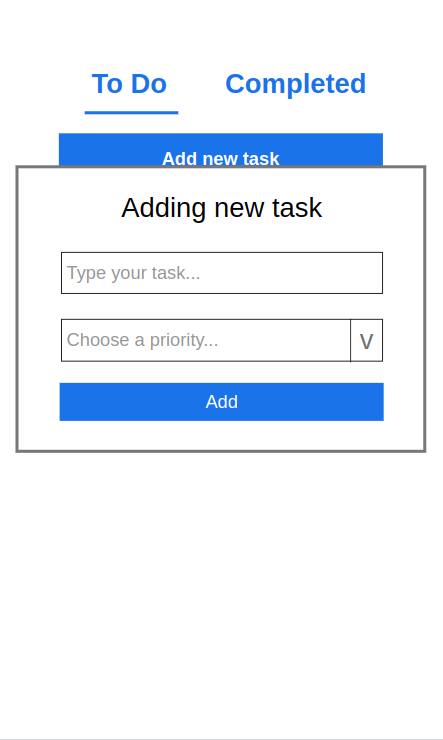 To Do Completed
Add new task
Adding new task
Type your task...
Choose a priority...
V
Add